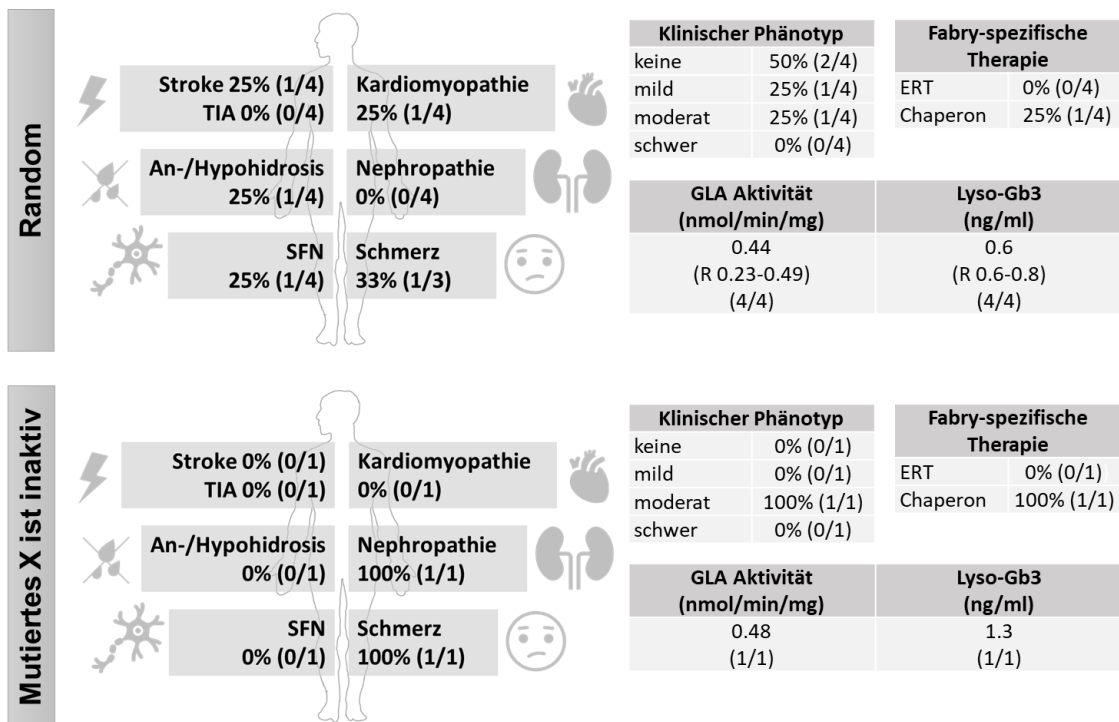 Random
Stroke 25% (1/4)
TIA 0% (0/4)
Kardiomyopathie
25% (1/4)
An-/Hypohidrosis
25% (1/4)
Nephropathie
0% (0/4)
SFN
25% (1/4)
Schmerz
33% (1/3)
Klinischer Phänotyp
keine 50% (2/4)
mild 25% (1/4)
moderat 25% (1/4)
schwer 0% (0/4)
Fabry-spezifische
Therapie
ERT 0% (0/4)
Chaperon 25% (1/4)
GLA Aktivität
(nmol/min/mg)
Lyso-Gb3
(ng/ml)
0.44
(R 0.23-0.49)
(4/4)
0.6
(R 0.6-0.8)
(4/4)
Mutiertes X ist inaktiv
Stroke 0% (0/1)
TIA 0% (0/1)
Kardiomyopathie
0% (0/1)
An-/Hypohidrosis
0% (0/1)
Nephropathie
100% (1/1)
SFN
0% (0/1)
Schmerz
100% (1/1)
Klinischer Phänotyp
keine 0% (0/1)
mild 0% (0/1)
moderat 100% (1/1)
schwer 0% (0/1)
Fabry-spezifische
Therapie
ERT 0% (0/1)
Chaperon 100% (1/1)
GLA Aktivität
(nmol/min/mg)
Lyso-Gb3
(ng/ml)
0.48
(1/1)
1.3
(1/1)